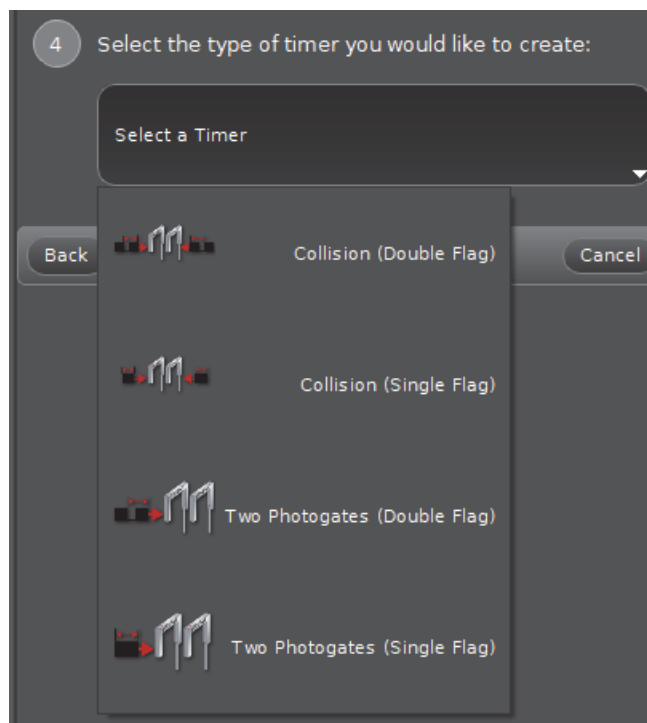 4 Select the type of timer you would like to create:
Select a Timer
Collision (Double Flag)
Back
Cancel
Collision (Single Flag)
Two Photogates (Double Flag)
Two Photogates (Single Flag)